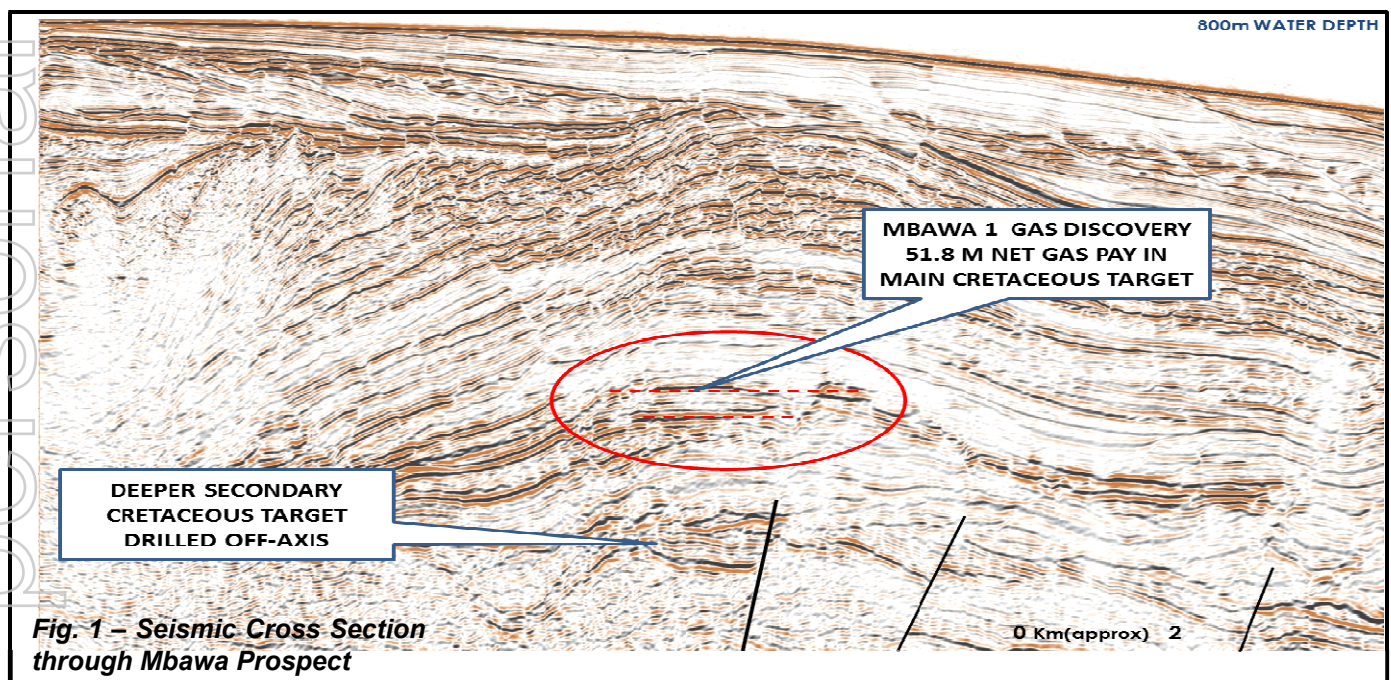 800m WATER DEPTH
MBAWA 1 GAS DISCOVERY
51.8 M NET GAS PAY IN
MAIN CRETACEOUS TARGET
DEEPER SECONDARY
CRETACEOUS TARGET
DRILLED OFF-AXIS
Fig. 1 – Seismic Cross Section
through Mbawa Prospect
0 Km(approx) 2